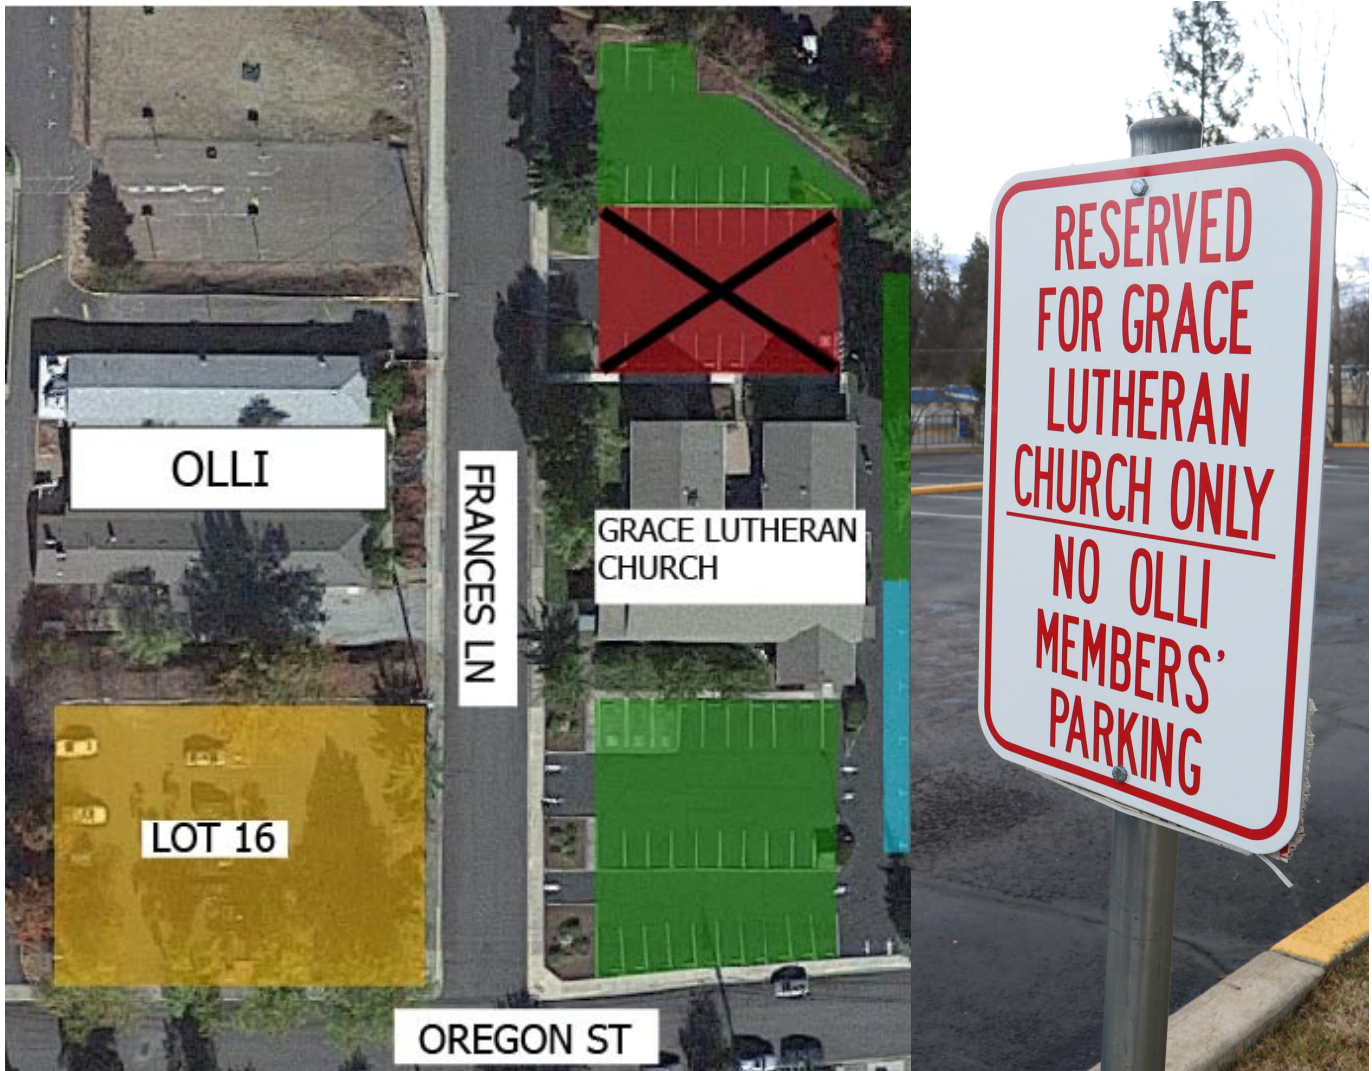 OLLI
FRANCES LN
GRACE LUTHERAN
CHURCH
LOT 16
OREGON ST
RESERVED
FOR GRACE
LUTHERAN
CHURCH ONLY
NO OLLI
MEMBERS’
PARKING